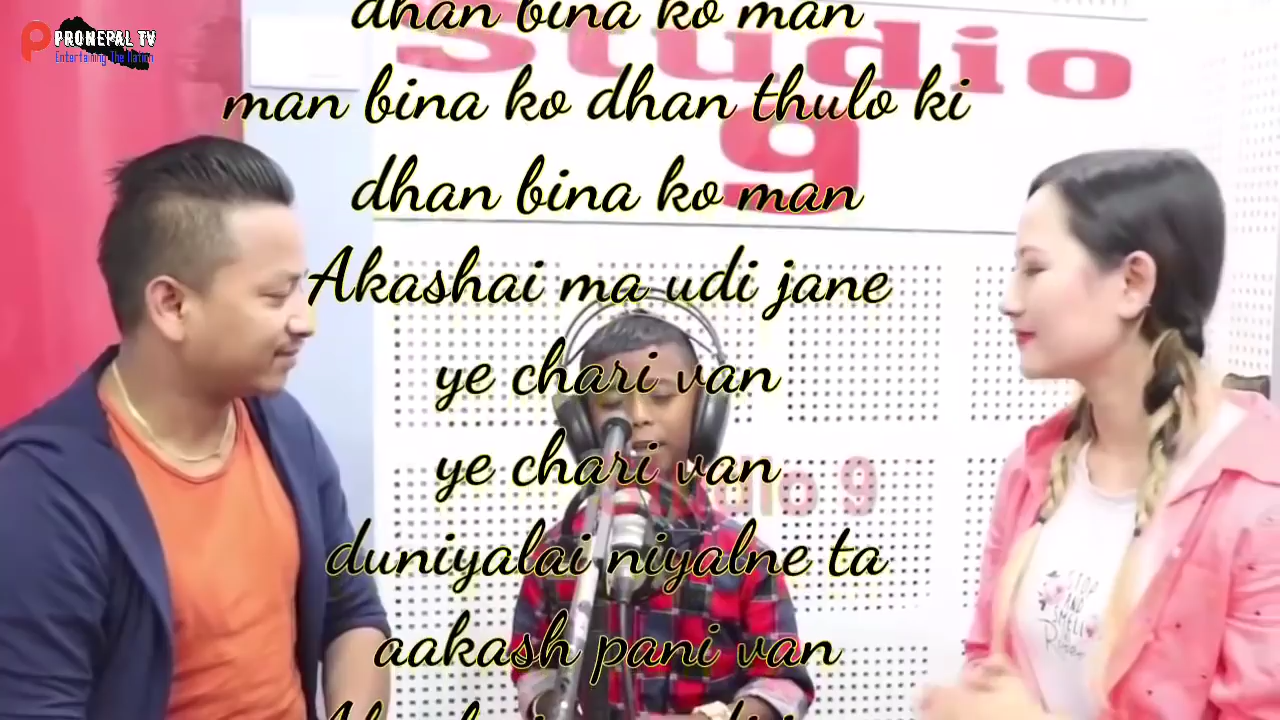 PRONEPAL TV
Entertaining The Nation
Studio
9
dhan bina ko man
man bina ko dhan thulo ki
dhan bina ko man
Akashai ma udi jane
ye chari van
ye chari van
duniyalai niyalne ta
aakash pani van